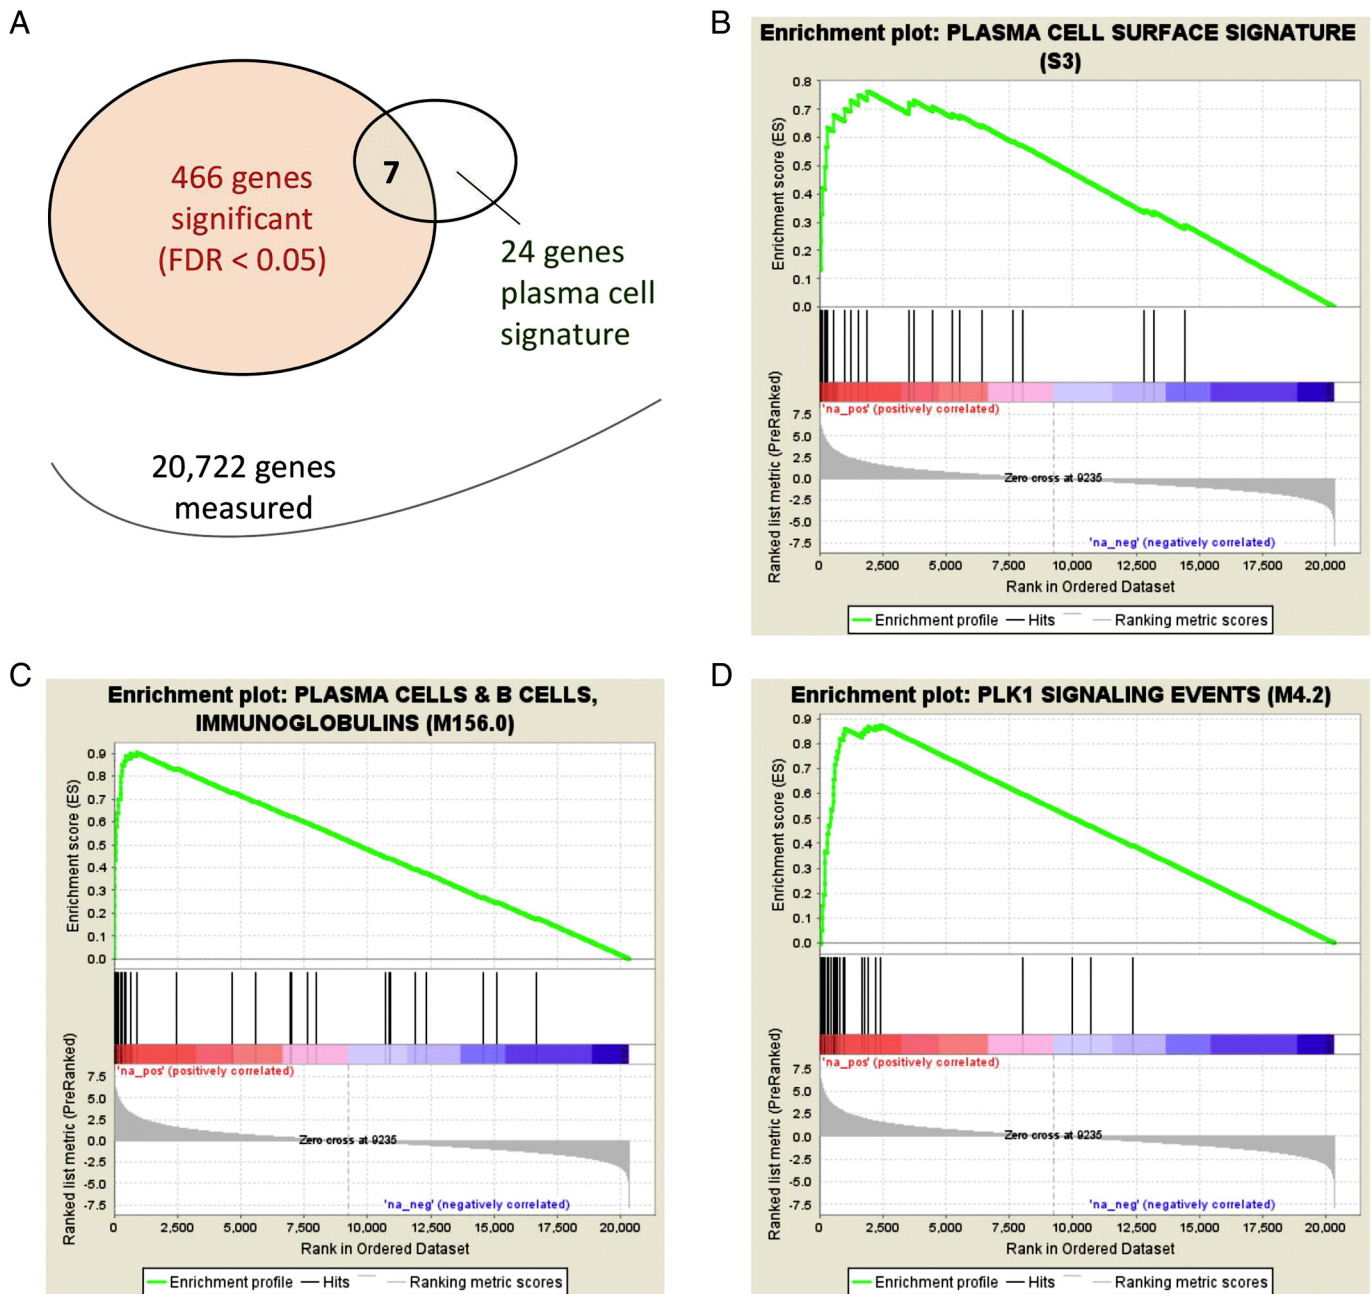 A
466 genes
significant
(FDR < 0.05)
7
24 genes
plasma cell
signature
20,722 genes
measured
B
Enrichment plot: PLASMA CELL SURFACE SIGNATURE
(S3)
Enrichment score (ES)
0.8
0.7
0.6
0.5
0.4
0.3
0.2
0.1
0.0
'na_pos' (positively correlated)
Ranked list metric (PreRanked)
7.5
5.0
2.5
0.0
-2.5
-5.0
-7.5
Zero cross at 9235
'na_neg' (negatively correlated)
0 2,500 5,000 7,500 10,000 12,500 15,000 17,500 20,000
Rank in Ordered Dataset
Enrichment profile Hits Ranking metric scores
C
Enrichment plot: PLASMA CELLS & B CELLS,
IMMUNOGLOBULINS (M156.0)
Enrichment score (ES)
0.9
0.8
0.7
0.6
0.5
0.4
0.3
0.2
0.1
0.0
'na_pos' (positively correlated)
Ranked list metric (PreRanked)
7.5
5.0
2.5
0.0
-2.5
-5.0
-7.5
Zero cross at 9235
'na_neg' (negatively correlated)
0 2,500 5,000 7,500 10,000 12,500 15,000 17,500 20,000
Rank in Ordered Dataset
Enrichment profile Hits Ranking metric scores
D
Enrichment plot: PLK1 SIGNALING EVENTS (M4.2)
Enrichment score (ES)
0.9
0.8
0.7
0.6
0.5
0.4
0.3
0.2
0.1
0.0
'na_pos' (positively correlated)
Ranked list metric (PreRanked)
7.5
5.0
2.5
0.0
-2.5
-5.0
-7.5
Zero cross at 9235
'na_neg' (negatively correlated)
0 2,500 5,000 7,500 10,000 12,500 15,000 17,500 20,000
Rank in Ordered Dataset
Enrichment profile Hits Ranking metric scores